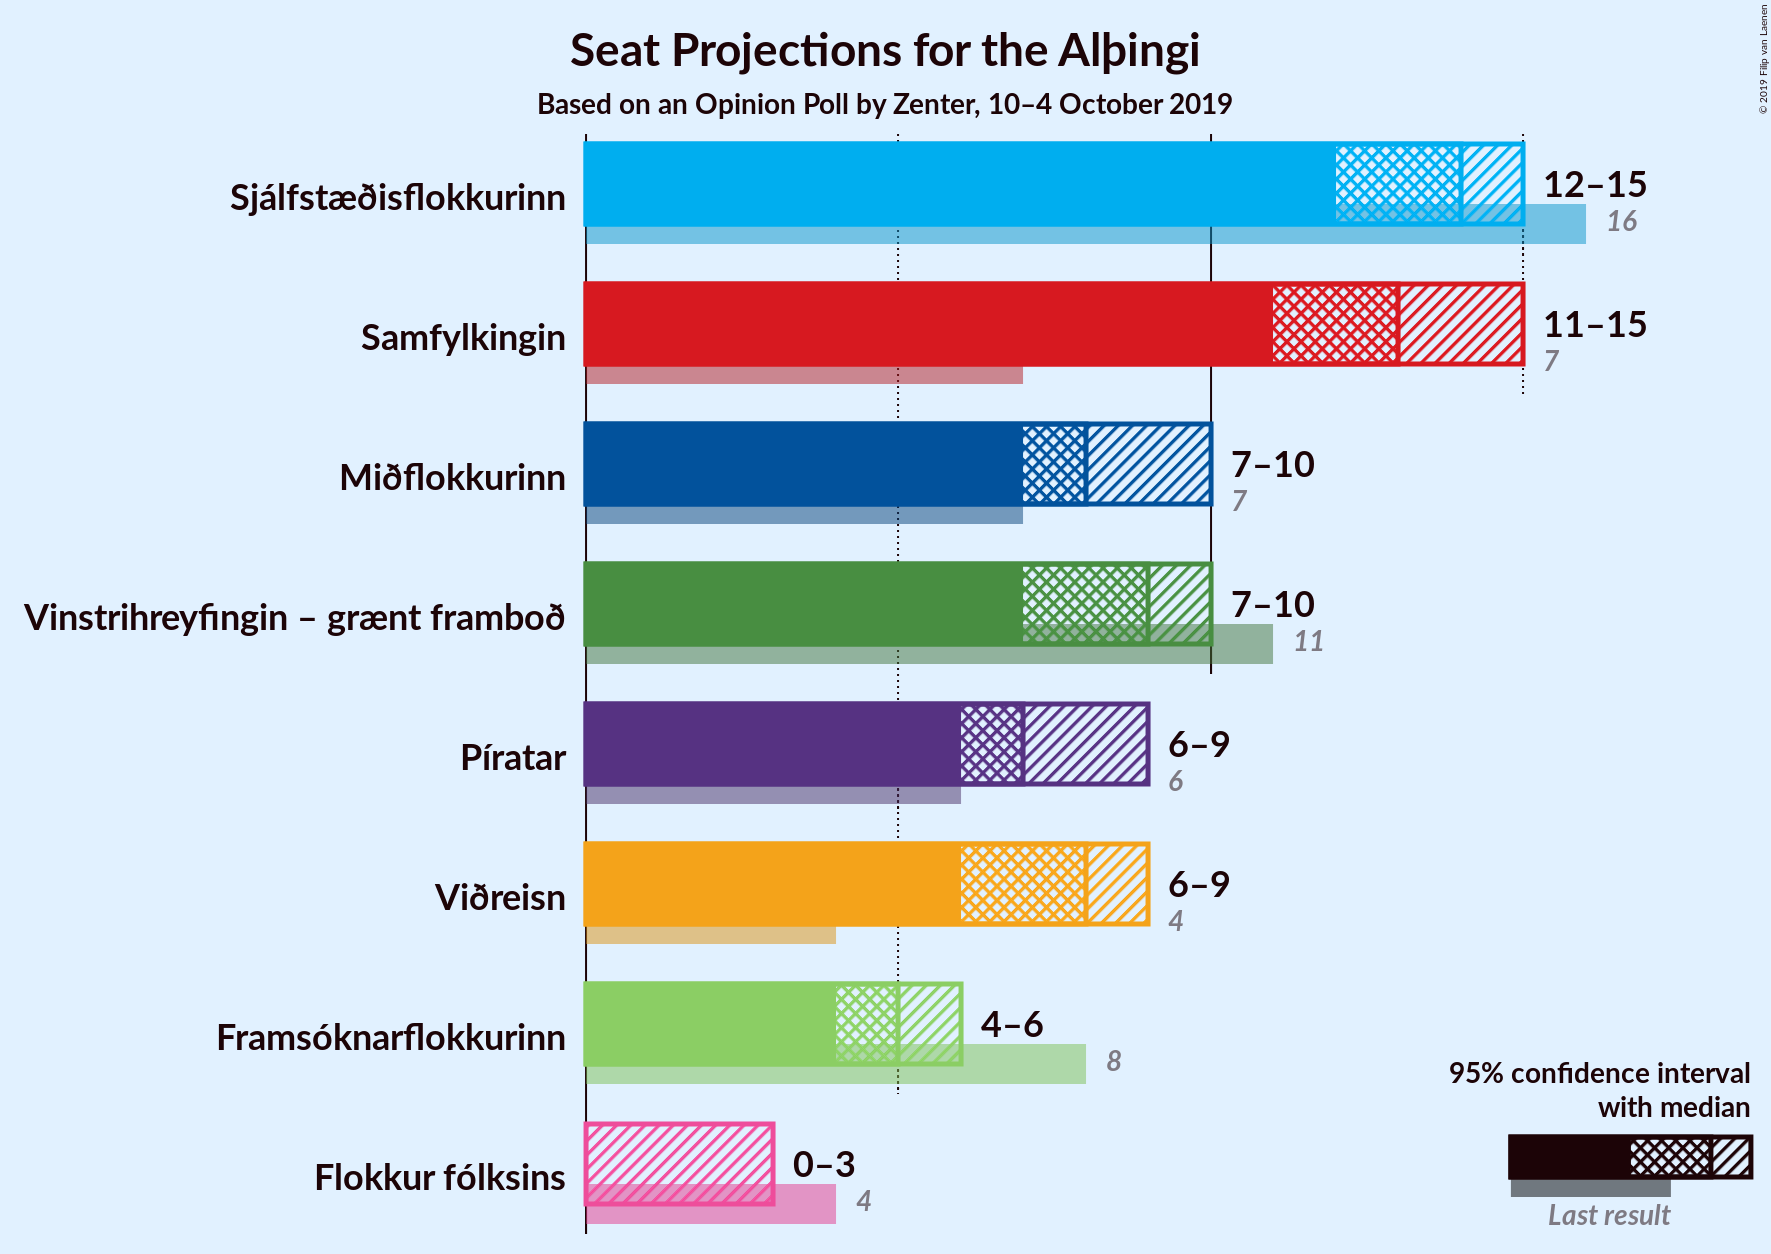 Seat Projections for the Alþingi
Based on an Opinion Poll by Zenter, 10–4 October 2019
© 2019 Filip van Laenen
Sjálfstæðisflokkurinn
12–15
16
Samfylkingin
11–15
7
Miðflokkurinn
7–10
7
Vinstrihreyfingin – grænt framboð
7–10
11
Píratar
6–9
6
Viðreisn
6–9
4
Framsóknarflokkurinn
4–6
8
Flokkur fólksins
0–3
4
95% confidence interval
with median
Last result